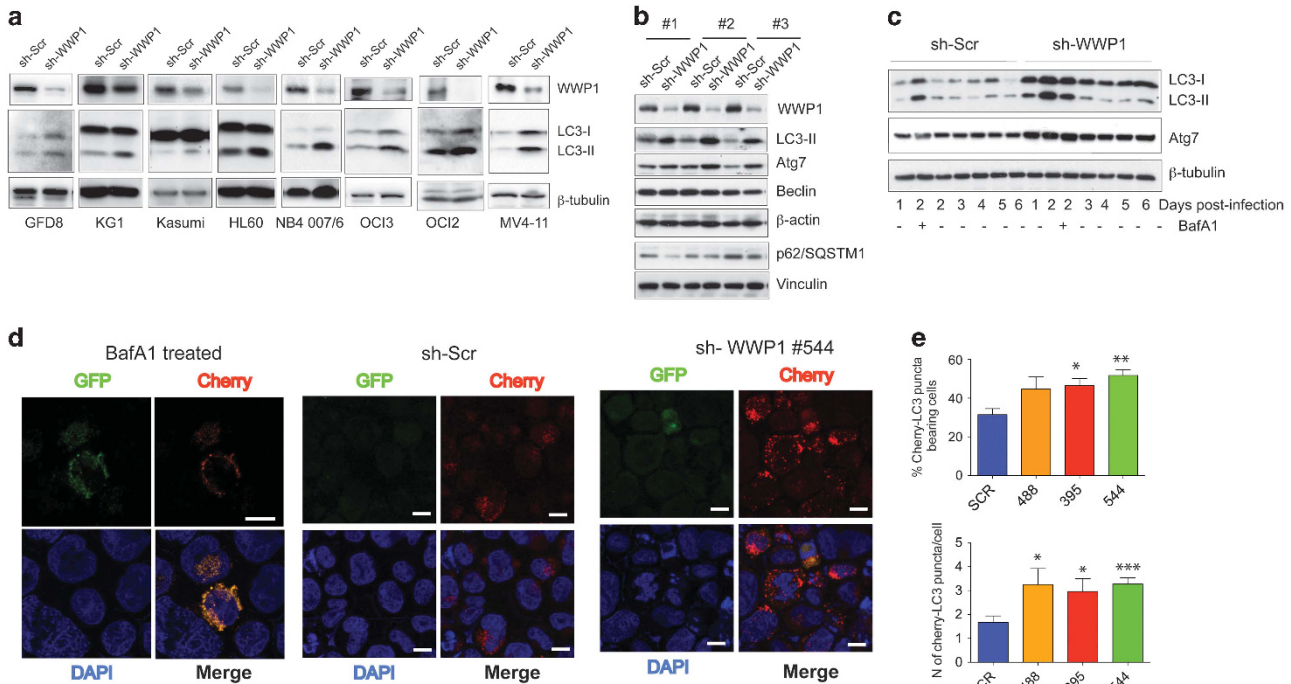 a
sh-Scr sh-WWP1 sh-Scr sh-WWP1 sh-Scr sh-WWP1 sh-Scr sh-WWP1 sh-Scr sh-WWP1 sh-Scr sh-WWP1 sh-Scr sh-WWP1 sh-Scr sh-WWP1
WWP1
LC3-I
LC3-II
β-tubulin
GFD8 KG1 Kasumi HL60 NB4 007/6 OCI3 OCI2 MV4-11
b
#1 #2 #3
sh-Scr sh-WWP1 sh-Scr sh-WWP1 sh-Scr sh-WWP1
WWP1
LC3-II
Atg7
Beclin
β-actin
p62/SQSTM1
Vinculin
c
sh-Scr sh-WWP1
LC3-I
LC3-II
Atg7
β-tubulin
1 2 2 3 4 5 6 1 2 2 3 4 5 6 Days post-infection
- + - - - - - - - + - - - - BafA1
d
BafA1 treated
GFP Cherry
DAPI Merge
sh-Scr
GFP Cherry
DAPI Merge
sh- WWP1 #544
GFP Cherry
DAPI Merge
e
% Cherry-LC3 puncta
bearing cells
60
40
20
0
* **
SCR 488 395 544
N of cherry-LC3 puncta/cell
5
4
3
2
1
0
* * ***